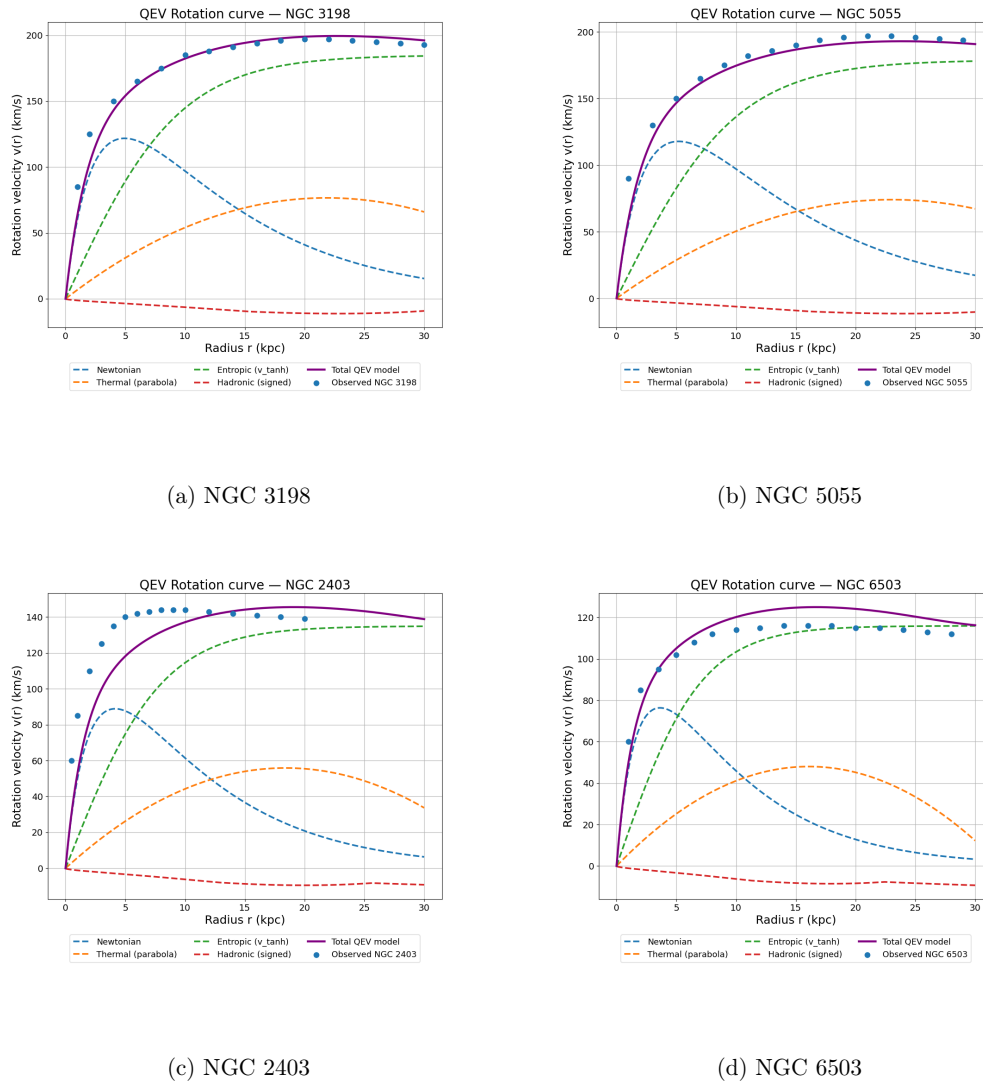 QEV Rotation curve — NGC 3198
Rotation velocity v(r) (km/s)
200
150
100
50
0
0 5 10 15 20 25 30
Radius r (kpc)
Newtonian Entropic (v_tanh) Total QEV model
Thermal (parabola) Hadronic (signed) Observed NGC 3198
(a) NGC 3198
QEV Rotation curve — NGC 5055
Rotation velocity v(r) (km/s)
200
150
100
50
0
0 5 10 15 20 25 30
Radius r (kpc)
Newtonian Entropic (v_tanh) Total QEV model
Thermal (parabola) Hadronic (signed) Observed NGC 5055
(b) NGC 5055
QEV Rotation curve — NGC 2403
Rotation velocity v(r) (km/s)
140
120
100
80
60
40
20
0
0 5 10 15 20 25 30
Radius r (kpc)
Newtonian Entropic (v_tanh) Total QEV model
Thermal (parabola) Hadronic (signed) Observed NGC 2403
(c) NGC 2403
QEV Rotation curve — NGC 6503
Rotation velocity v(r) (km/s)
120
100
80
60
40
20
0
0 5 10 15 20 25 30
Radius r (kpc)
Newtonian Entropic (v_tanh) Total QEV model
Thermal (parabola) Hadronic (signed) Observed NGC 6503
(d) NGC 6503